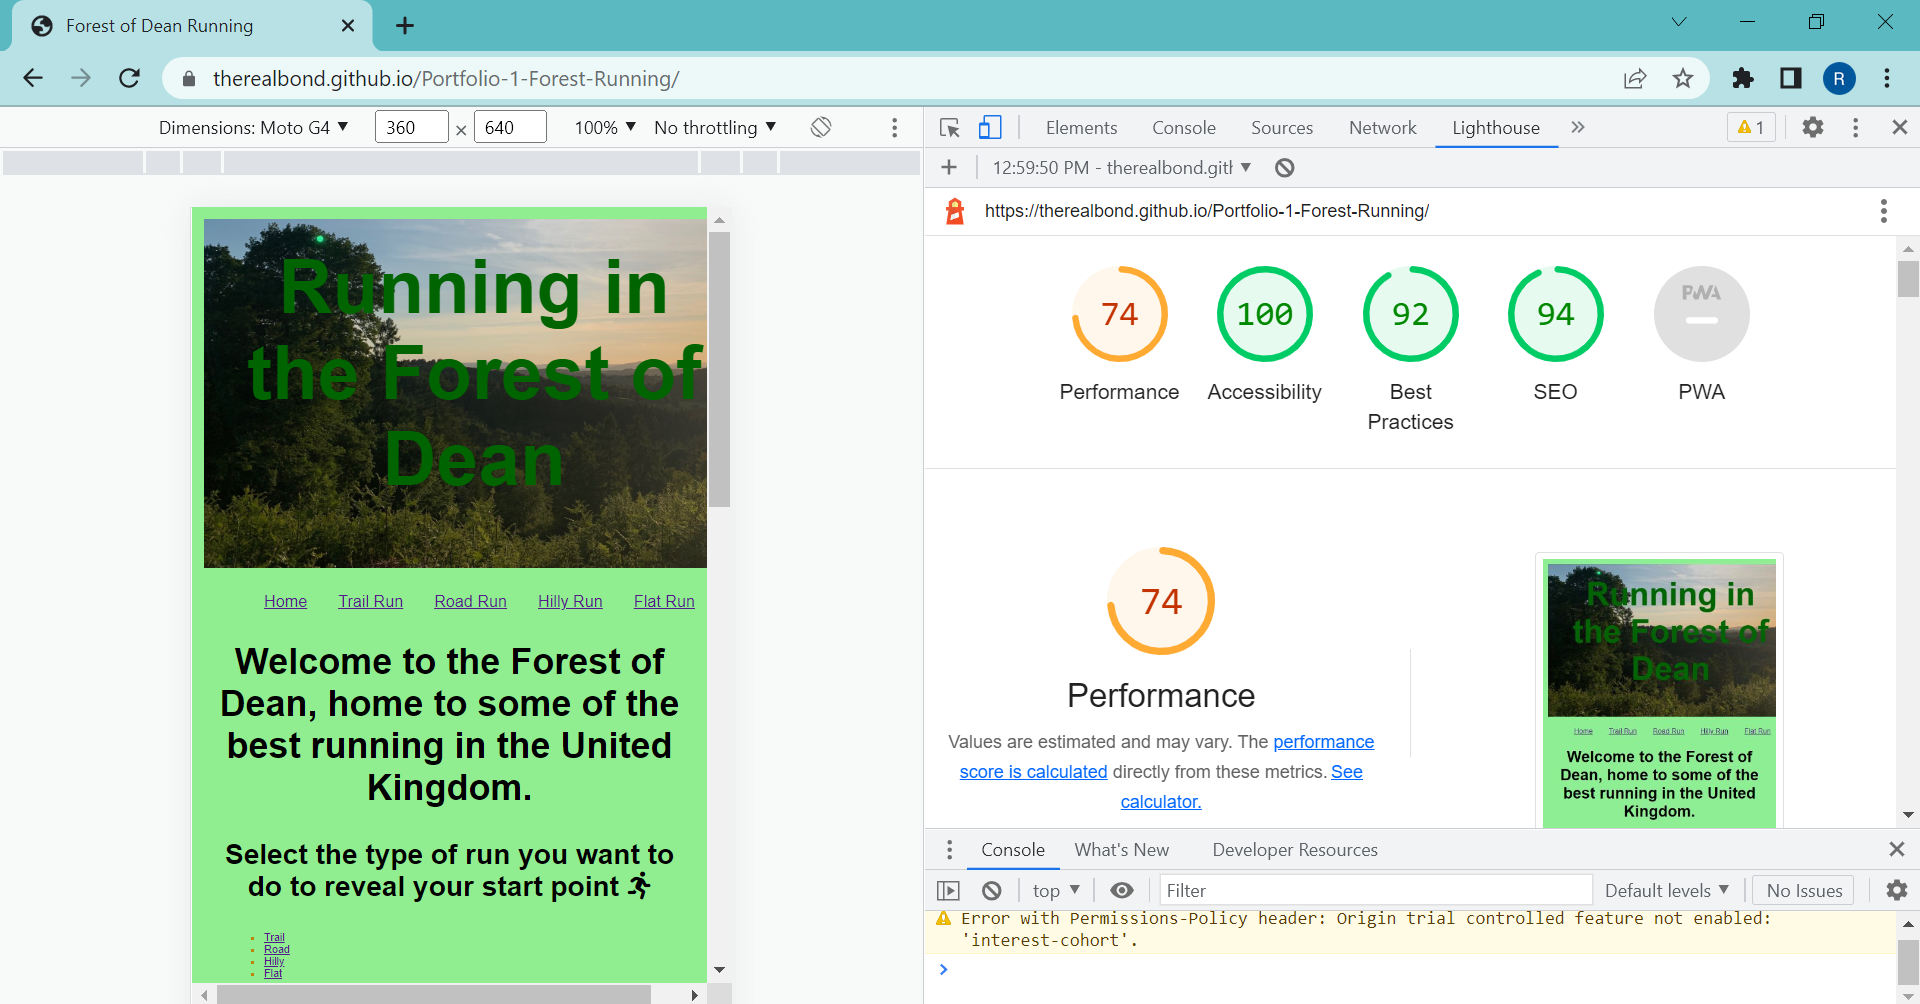 Forest of Dean Running
therealbond.github.io/Portfolio-1-Forest-Running/
R
Dimensions: Moto G4 360 × 640 100% No throttling
Running in
the Forest of
Dean
Home Trail Run Road Run Hilly Run Flat Run
Welcome to the Forest of
Dean, home to some of the
best running in the United
Kingdom.
Select the type of run you want to
do to reveal your start point
Trail
Road
Hilly
Flat
Elements Console Sources Network Lighthouse 1
12:59:50 PM - therealbond.gith
https://therealbond.github.io/Portfolio-1-Forest-Running/
74 100 92 94 PWA
Performance Accessibility Best Practices SEO PWA
74
Performance
Values are estimated and may vary. The performance
score is calculated directly from these metrics. See
calculator.
Running in
the Forest of
Dean
Home Trail Run Road Run Hilly Run Flat Run
Welcome to the Forest of
Dean, home to some of the
best running in the United
Kingdom.
Console What's New Developer Resources
top Filter Default levels No Issues
Error with Permissions-Policy header: Origin trial controlled feature not enabled:
'interest-cohort'.